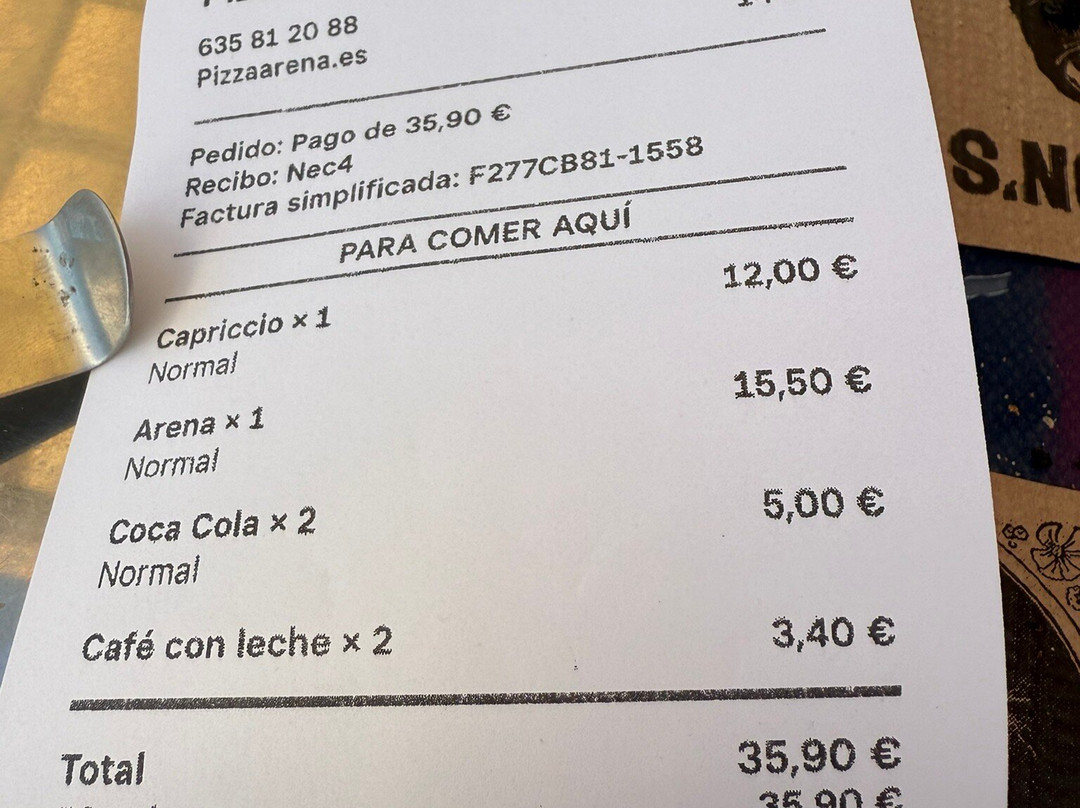 635 81 20 88
Pizzaarena.es
Pedido: Pago de 35,90 €
Recibo: Nec4
Factura simplificada: F277CB81-1558
PARA COMER AQUÍ
Capriccio × 1 12,00 €
Normal
Arena × 1 15,50 €
Normal
Coca Cola × 2 5,00 €
Normal
Café con leche × 2 3,40 €
Total 35,90 €
35,90 €